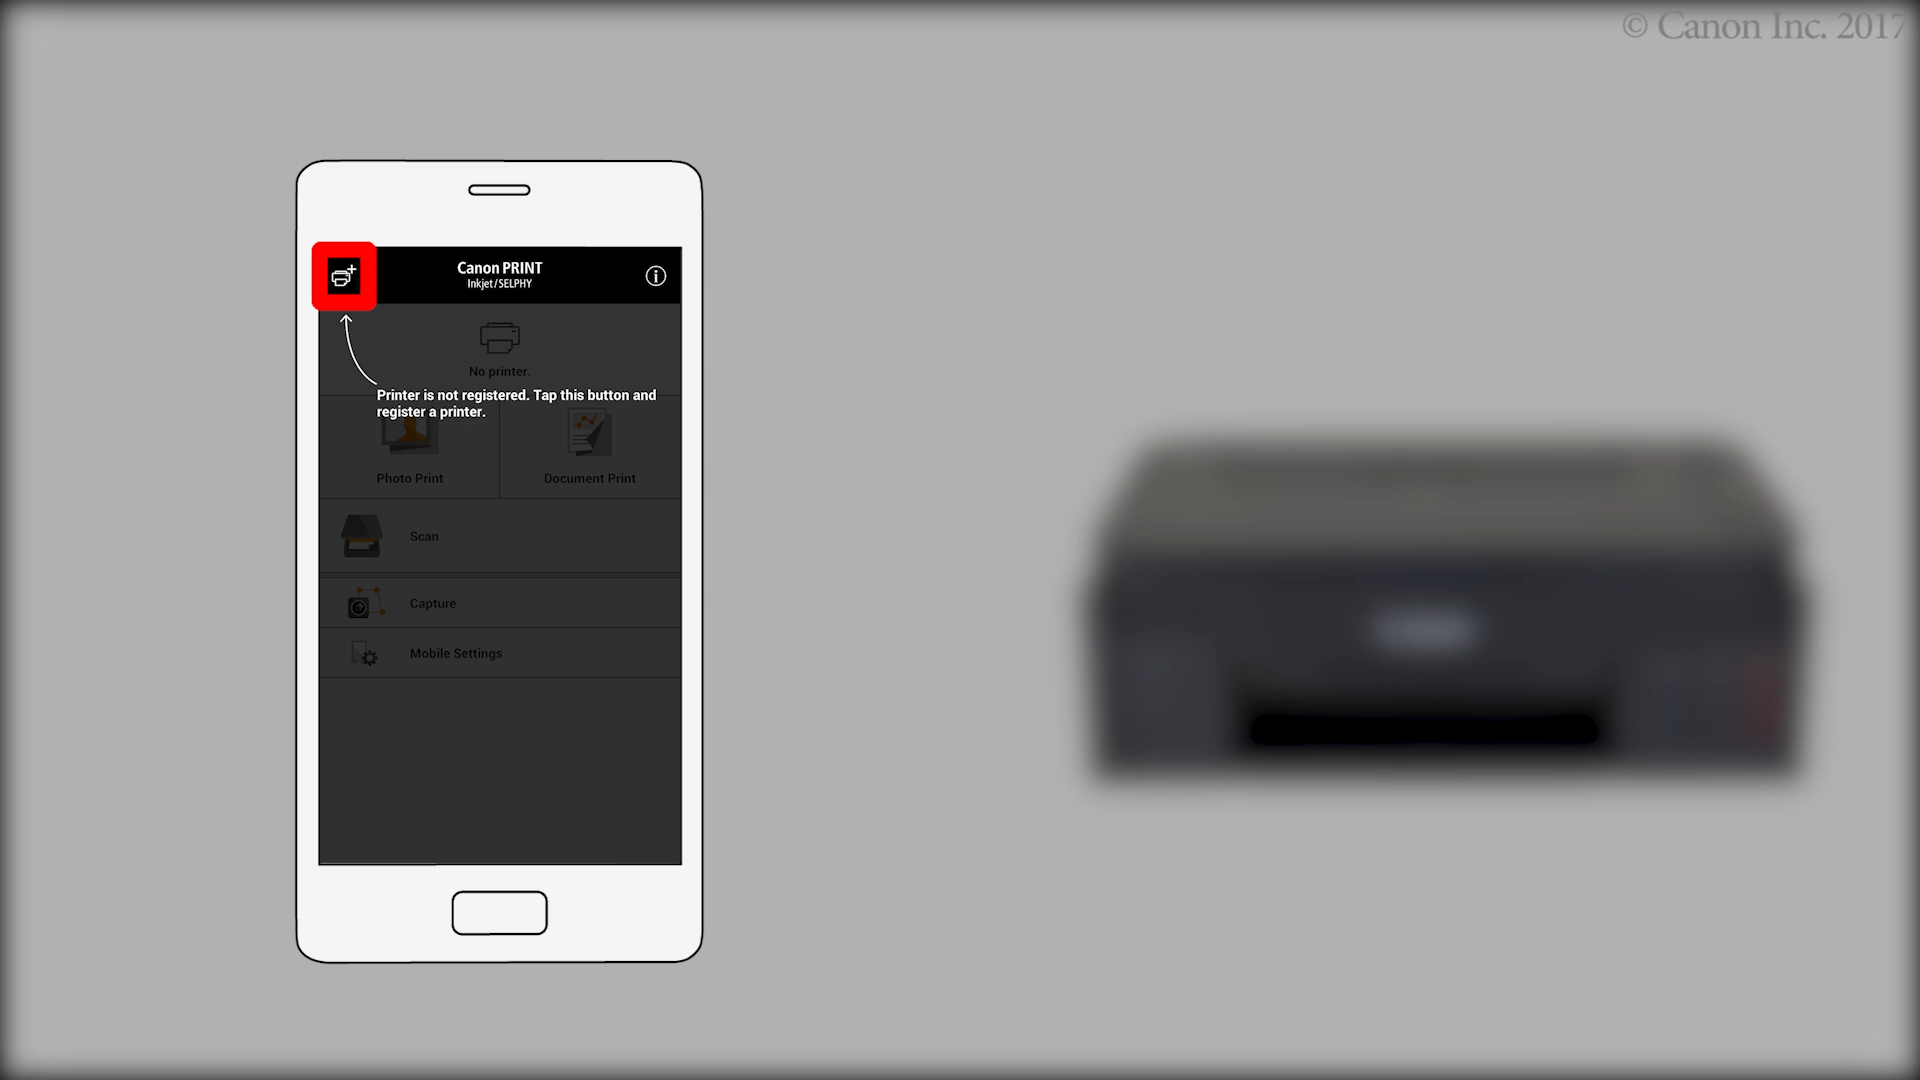 © Canon Inc. 2017
Canon PRINT
Inkjet/SELPHY
No printer.
Printer is not registered. Tap this button and
register a printer.
Photo Print
Document Print
Scan
Capture
Mobile Settings